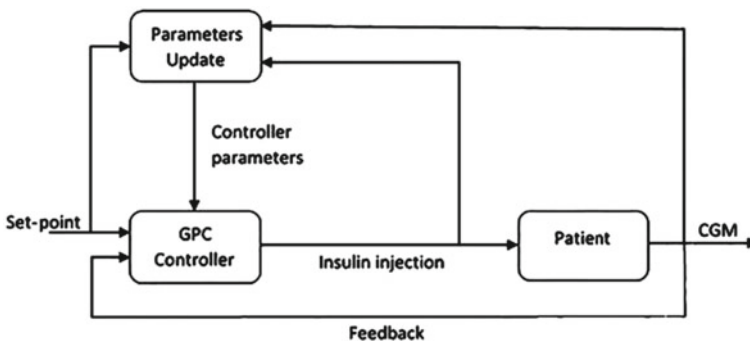 Parameters
Update
Controller
parameters
Set-point
GPC
Controller
Insulin injection
Patient
CGM
Feedback